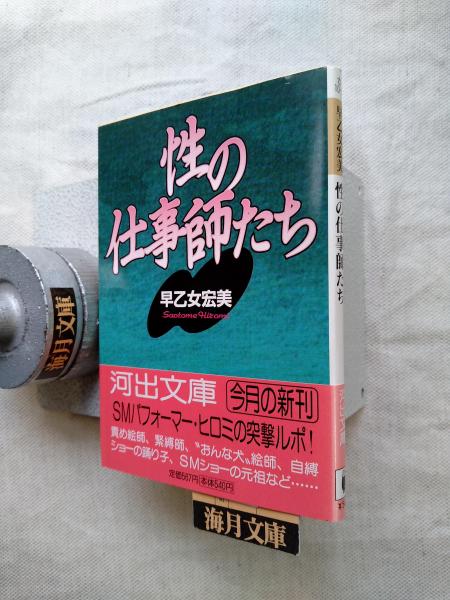 性の
仕事師たち
早乙女宏美
Saotome Hiromi
河出文庫
今月の新刊
SMパフォーマー・ヒロミの突撃ルポ!
責め絵師、緊縛師、〝おんな犬〟絵師、自縛
ショーの踊り子、SMショーの元祖など……
定価567円 本体540円
早乙女宏美
性の仕事師たち
河出文庫
海月文庫
海月文庫